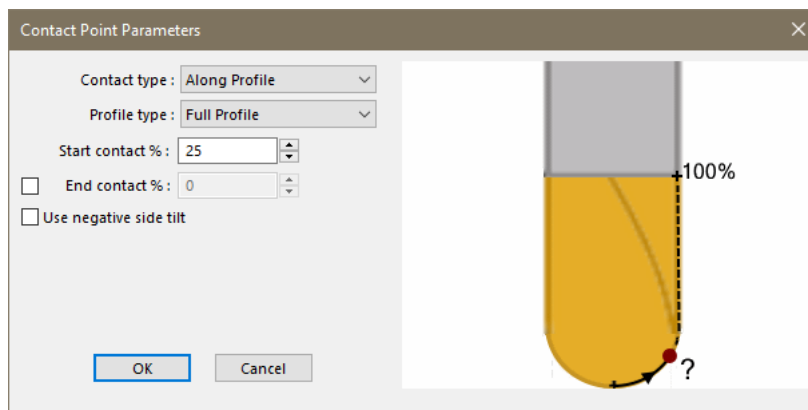 Contact Point Parameters
Contact type : Along Profile
Profile type : Full Profile
Start contact % : 25
End contact % : 0
Use negative side tilt
OK Cancel
100%
?